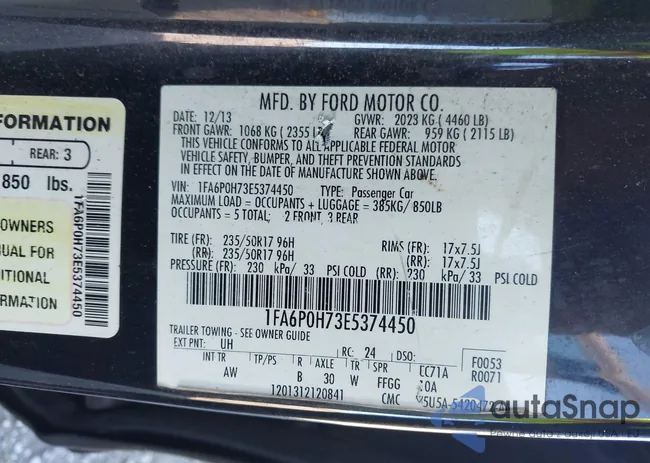 FORMATION
REAR: 3
850 lbs.
OWNERS
NUAL FOR
DITIONAL
FORMATION
1FA6P0H73E5374450
MFD. BY FORD MOTOR CO.
DATE: 12/13 GVWR: 2023 KG ( 4460 LB)
FRONT GAWR: 1068 KG ( 2355 REAR GAWR: 959 KG ( 2115 LB)
THIS VEHICLE CONFORMS TO ALL APPLICABLE FEDERAL MOTOR
VEHICLE SAFETY, BUMPER, AND THEFT PREVENTION STANDARDS
IN EFFECT ON THE DATE OF MANUFACTURE SHOWN ABOVE.
VIN: 1FA6P0H73E5374450 TYPE: Passenger Car
MAXIMUM LOAD = OCCUPANTS + LUGGAGE = 385KG/ 850LB
OCCUPANTS = 5 TOTAL; 2 FRONT, 3 REAR
TIRE (FR): 235/50R17 96H RIMS (FR): 17x7.5J
(RR): 235/50R17 96H (RR): 17x7.5J
PRESSURE (FR): 230 kPa/ 33 PSI COLD (RR): 230 kPa/ 33 PSI COLD
1FA6P0H73E5374450
TRAILER TOWING - SEE OWNER GUIDE
EXT PNT: UH RC: 24 DSO: F0053
R0071
INT TR TP/PS R AXLE TR SPR EC71A
AW B 30 W FFGG 10A
1201312120841 CMC
autoSnap